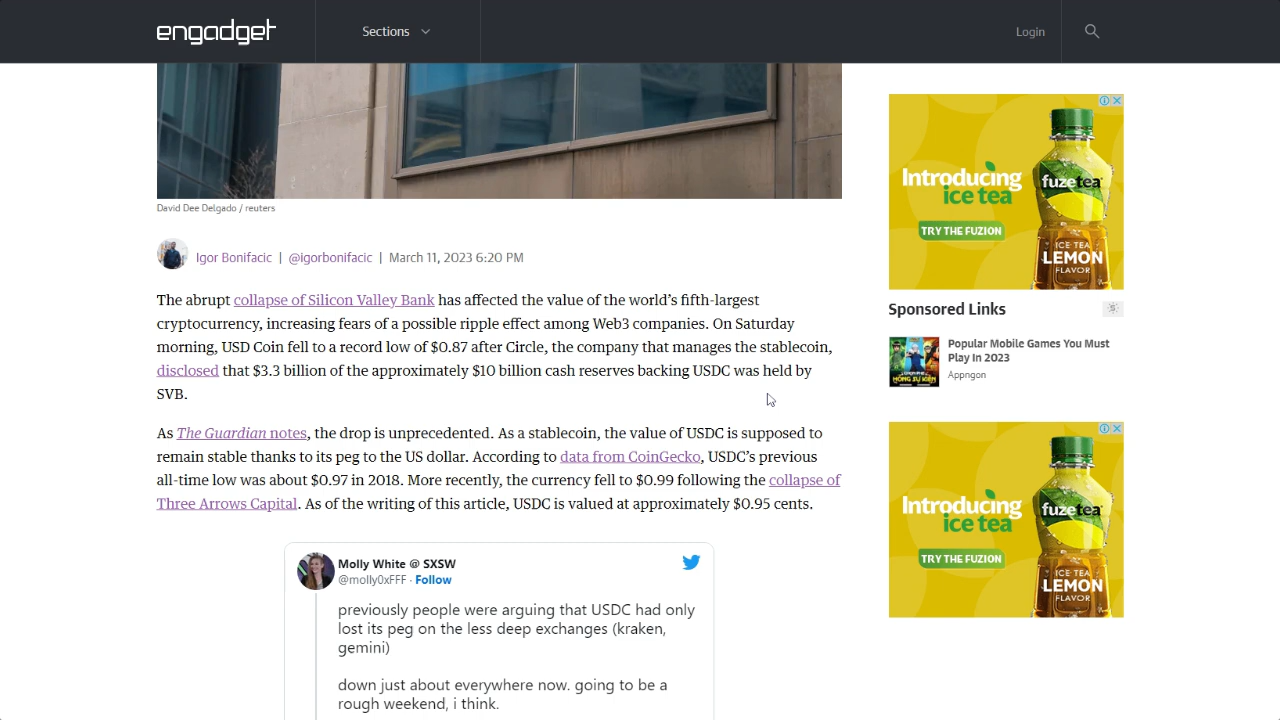 engadget
Sections
Login
David Dee Delgado / reuters
Igor Bonifacic | @igorbonifacic | March 11, 2023 6:20 PM
The abrupt collapse of Silicon Valley Bank has affected the value of the world's fifth-largest
cryptocurrency, increasing fears of a possible ripple effect among Web3 companies. On Saturday
morning, USD Coin fell to a record low of $0.87 after Circle, the company that manages the stablecoin,
disclosed that $3.3 billion of the approximately $10 billion cash reserves backing USDC was held by
SVB.
As The Guardian notes, the drop is unprecedented. As a stablecoin, the value of USDC is supposed to
remain stable thanks to its peg to the US dollar. According to data from CoinGecko, USDC's previous
all-time low was about $0.97 in 2018. More recently, the currency fell to $0.99 following the collapse of
Three Arrows Capital. As of the writing of this article, USDC is valued at approximately $0.95 cents.
Molly White @ SXSW
@molly0xFFF · Follow
previously people were arguing that USDC had only
lost its peg on the less deep exchanges (kraken,
gemini)
down just about everywhere now. going to be a
rough weekend, i think.
Introducing
ice tea
TRY THE FUZION
fuzetea
ICE TEA
LEMON
FLAVOR
Sponsored Links
Popular Mobile Games You Must
Play In 2023
Appngon
Introducing
ice tea
TRY THE FUZION
fuzetea
ICE TEA
LEMON
FLAVOR